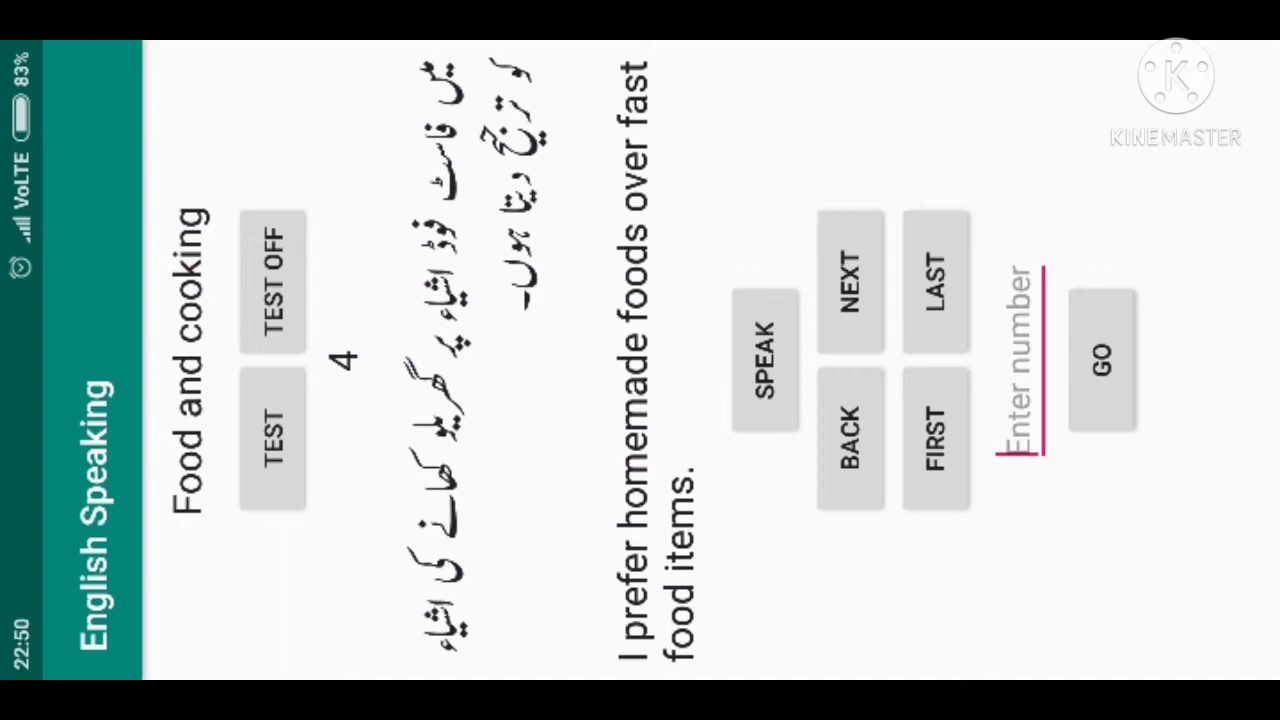 22:50 VoLTE 83%
English Speaking
Food and cooking
TEST TEST OFF
4
میں فاسٹ فوڈ اشیاء پر گھریلو کھانے کی اشیاء
کو ترجیح دیتا ہوں۔
I prefer homemade foods over fast
food items.
SPEAK
BACK NEXT
FIRST LAST
Enter number
GO
K
KINEMASTER